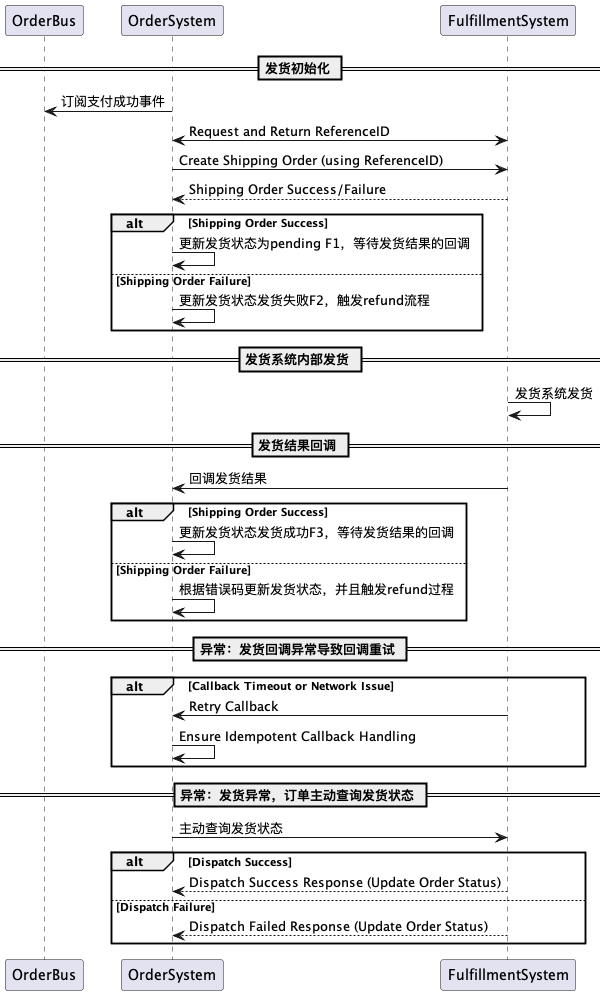 OrderBus
OrderSystem
FulfillmentSystem
发货初始化
订阅支付成功事件
Request and Return ReferenceID
Create Shipping Order (using ReferenceID)
Shipping Order Success/Failure
alt
[Shipping Order Success]
更新发货状态为pending F1，等待发货结果的回调
[Shipping Order Failure]
更新发货状态发货失败F2，触发refund流程
发货系统内部发货
发货系统发货
发货结果回调
回调发货结果
alt
[Shipping Order Success]
更新发货状态发货成功F3，等待发货结果的回调
[Shipping Order Failure]
根据错误码更新发货状态，并且触发refund过程
异常：发货回调异常导致回调重试
alt
[Callback Timeout or Network Issue]
Retry Callback
Ensure Idempotent Callback Handling
异常：发货异常，订单主动查询发货状态
主动查询发货状态
alt
[Dispatch Success]
Dispatch Success Response (Update Order Status)
[Dispatch Failure]
Dispatch Failed Response (Update Order Status)
OrderBus
OrderSystem
FulfillmentSystem